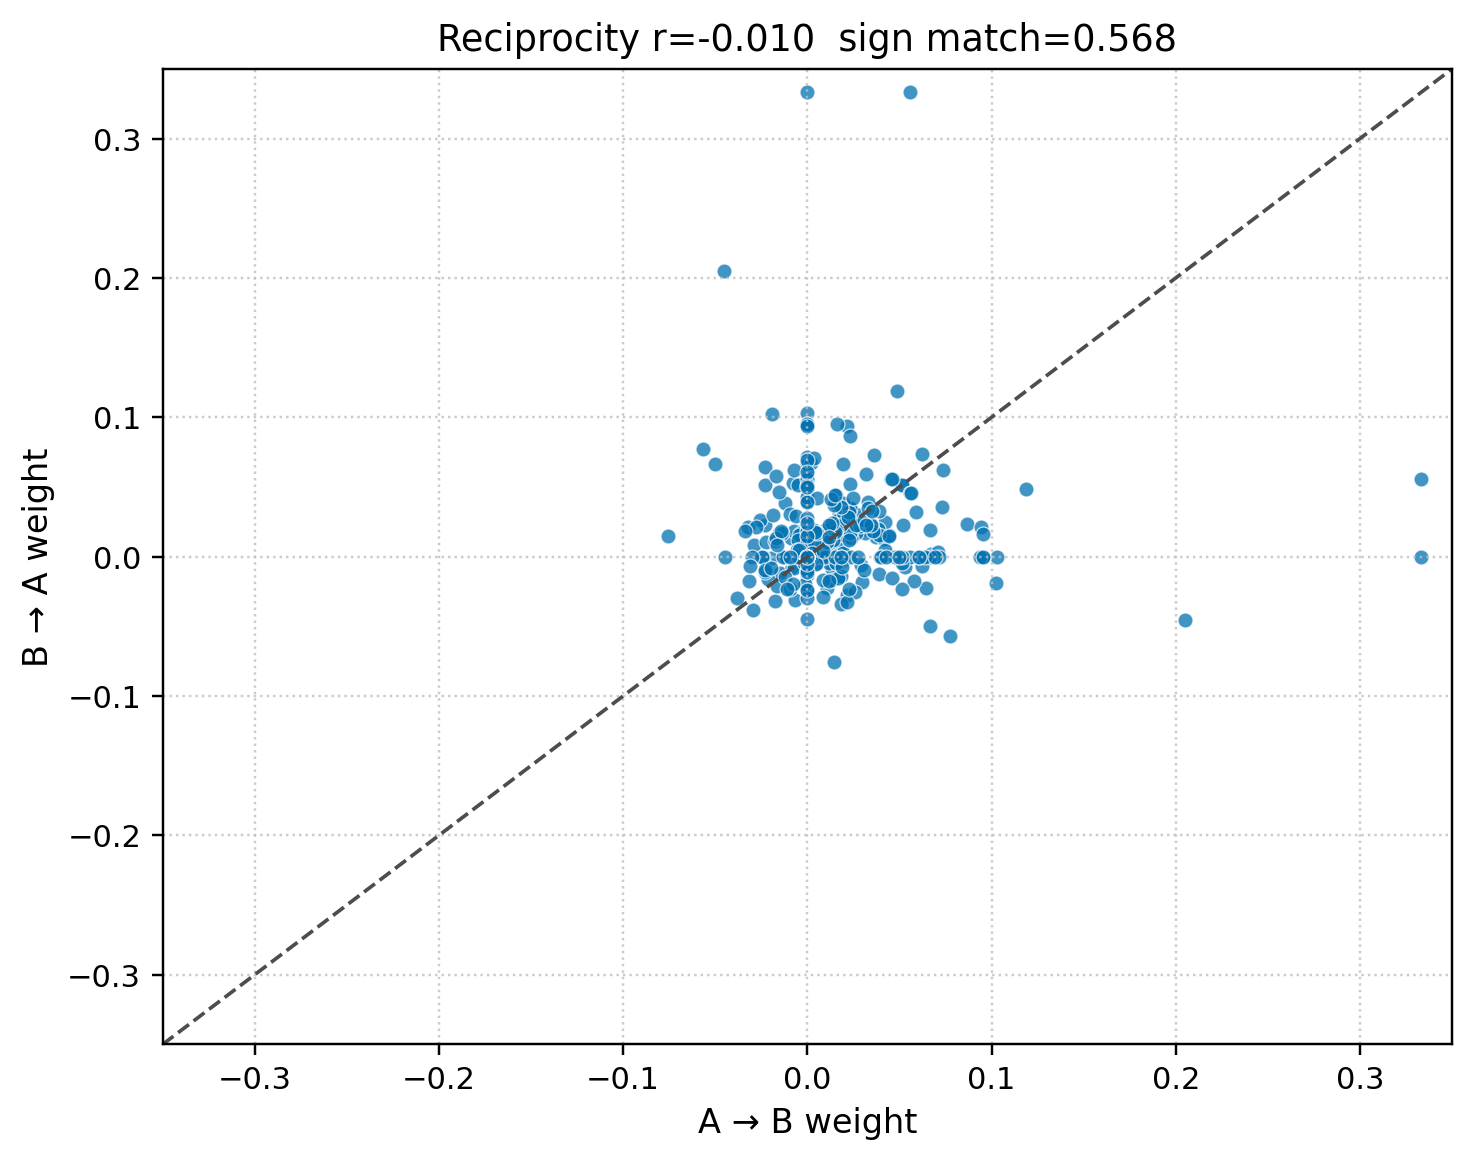 Reciprocity r=-0.010  sign match=0.568
0.3
0.2
0.1
0.0
−0.1
−0.2
−0.3
B → A weight
−0.3 −0.2 −0.1 0.0 0.1 0.2 0.3
A → B weight